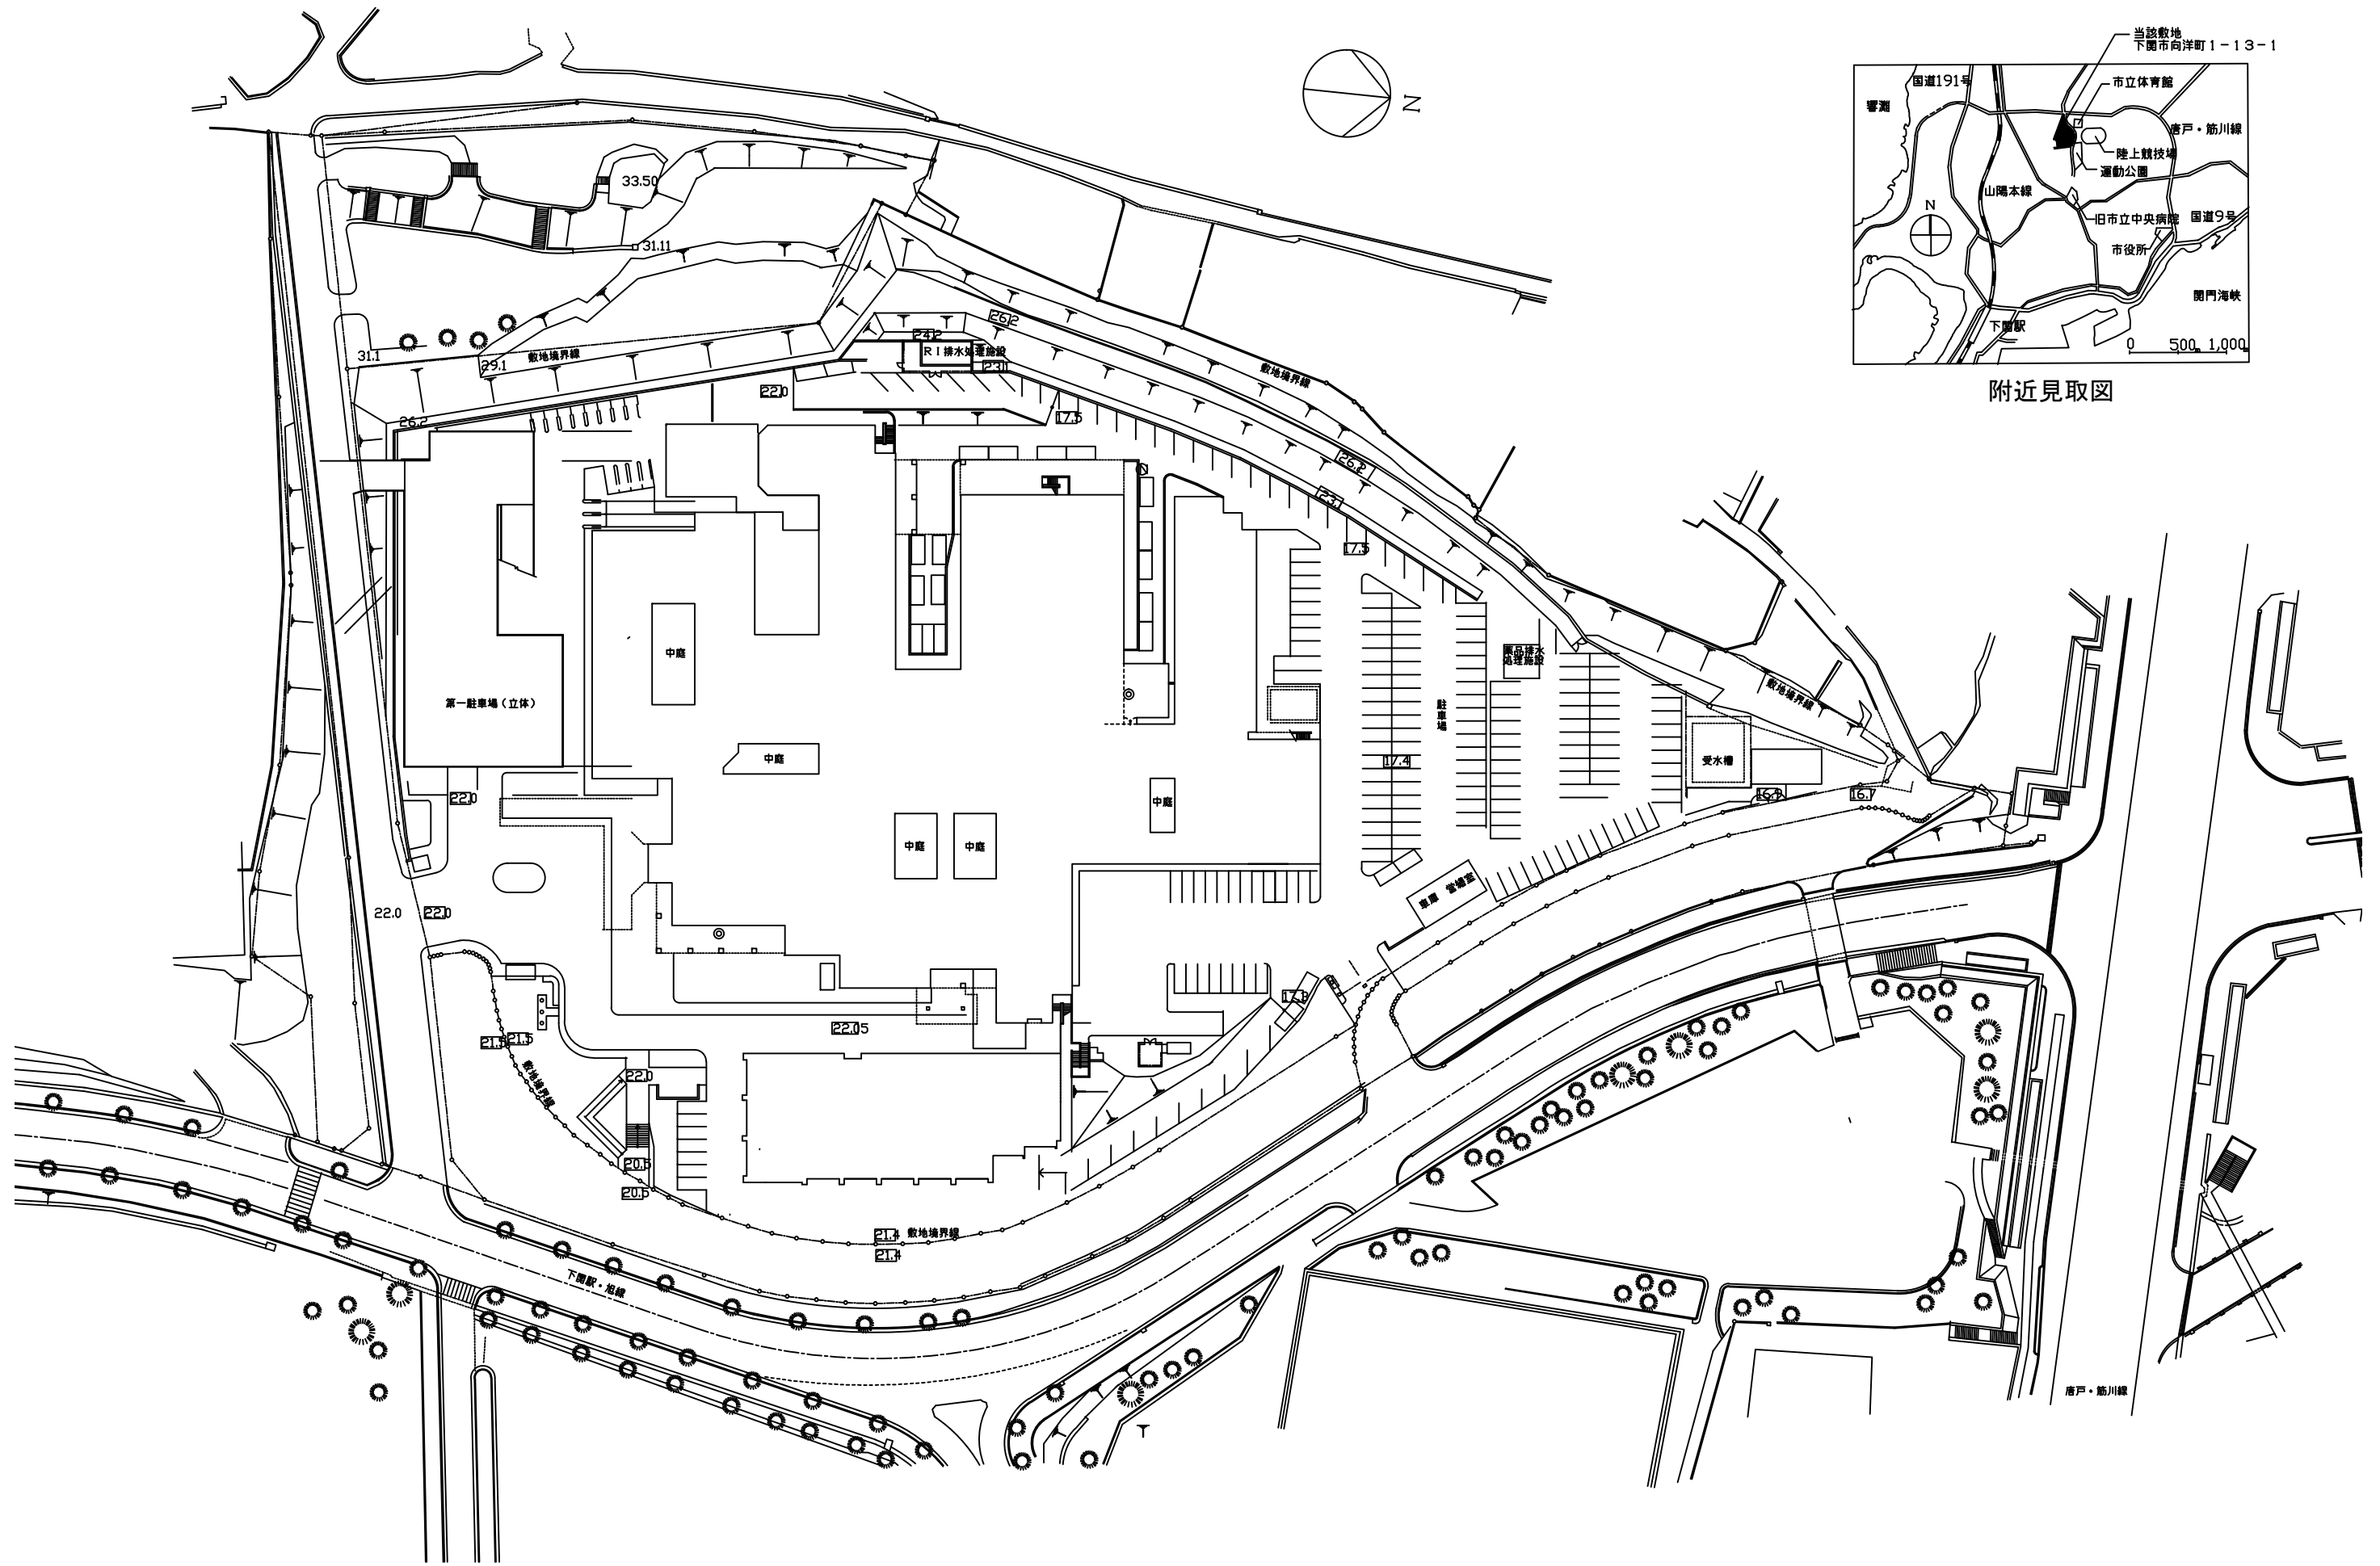 当該敷地
下関市向洋町1-13-1
国道191号
市立体育館
響灘
唐戸・筋川線
陸上競技場
運動公園
山陽本線
N
旧市立中央病院
国道9号
市役所
関門海峡
下関駅
0 500m 1,000m
附近見取図
N
33.50
31.11
31.1
29.1
敷地境界線
26.2
24.2
RI排水処理施設
23.1
26.2
22.0
17.5
敷地境界線
26.2
23.1
17.5
中庭
第一駐車場(立体)
中庭
中庭
中庭
中庭
薬品排水
処理施設
駐車場
17.4
受水槽
敷地境界線
16.9
16.7
22.0
22.0
22.0
車庫
17.9
22.05
21.5
21.5
敷地境界線
22.0
20.5
20.5
21.4
敷地境界線
21.4
下関駅・旭線
唐戸・筋川線